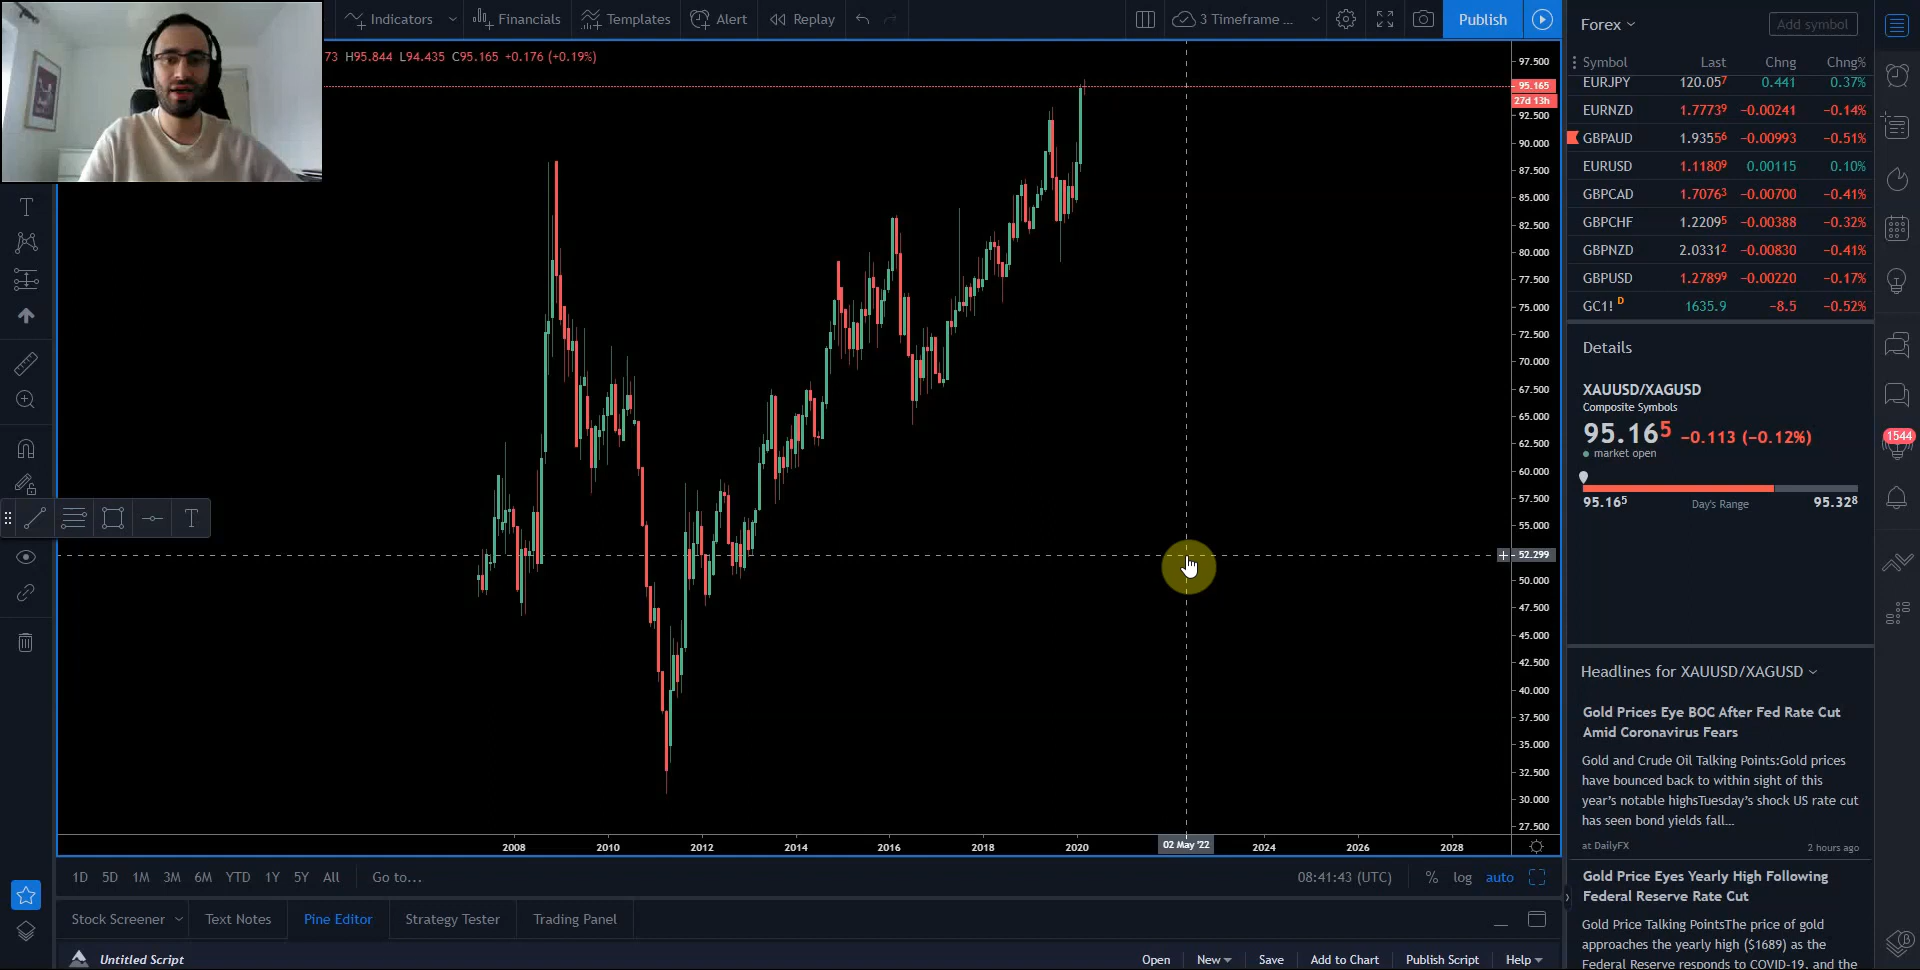 Indicators
Financials
Templates
Alert
Replay
3 Timeframe ...
Publish
73 H95.844 L94.435 C95.165 +0.176 (+0.19%)
97.500
95.165
27d 13h
92.500
90.000
87.500
85.000
82.500
80.000
77.500
75.000
72.500
70.000
67.500
65.000
62.500
60.000
57.500
55.000
52.299
50.000
47.500
45.000
42.500
40.000
37.500
35.000
32.500
30.000
27.500
2008 2010 2012 2014 2016 2018 2020 02 May '22 2024 2026 2028
1D 5D 1M 3M 6M YTD 1Y 5Y All Go to... 08:41:43 (UTC) % log auto
Stock Screener Text Notes Pine Editor Strategy Tester Trading Panel
Untitled Script Open New Save Add to Chart Publish Script Help
Forex Add symbol
Symbol Last Chng Chng%
EURJPY 120.057 0.441 0.37%
EURNZD 1.77739 −0.00241 −0.14%
GBPAUD 1.93556 −0.00993 −0.51%
EURUSD 1.11809 0.00115 0.10%
GBPCAD 1.70763 −0.00700 −0.41%
GBPCHF 1.22095 −0.00388 −0.32%
GBPNZD 2.03312 −0.00830 −0.41%
GBPUSD 1.27899 −0.00220 −0.17%
GC1! D 1635.9 −8.5 −0.52%
Details
XAUUSD/XAGUSD
Composite Symbols
95.165 −0.113 (−0.12%)
market open
95.165 Day's Range 95.328
Headlines for XAUUSD/XAGUSD
Gold Prices Eye BOC After Fed Rate Cut
Amid Coronavirus Fears
Gold and Crude Oil Talking Points:Gold prices
have bounced back to within sight of this
year's notable highsTuesday's shock US rate cut
has seen bond yields fall...
at DailyFX 2 hours ago
Gold Price Eyes Yearly High Following
Federal Reserve Rate Cut
Gold Price Talking PointsThe price of gold
approaches the yearly high ($1689) as the
Federal Reserve responds to COVID-19, and the
1544
T
T